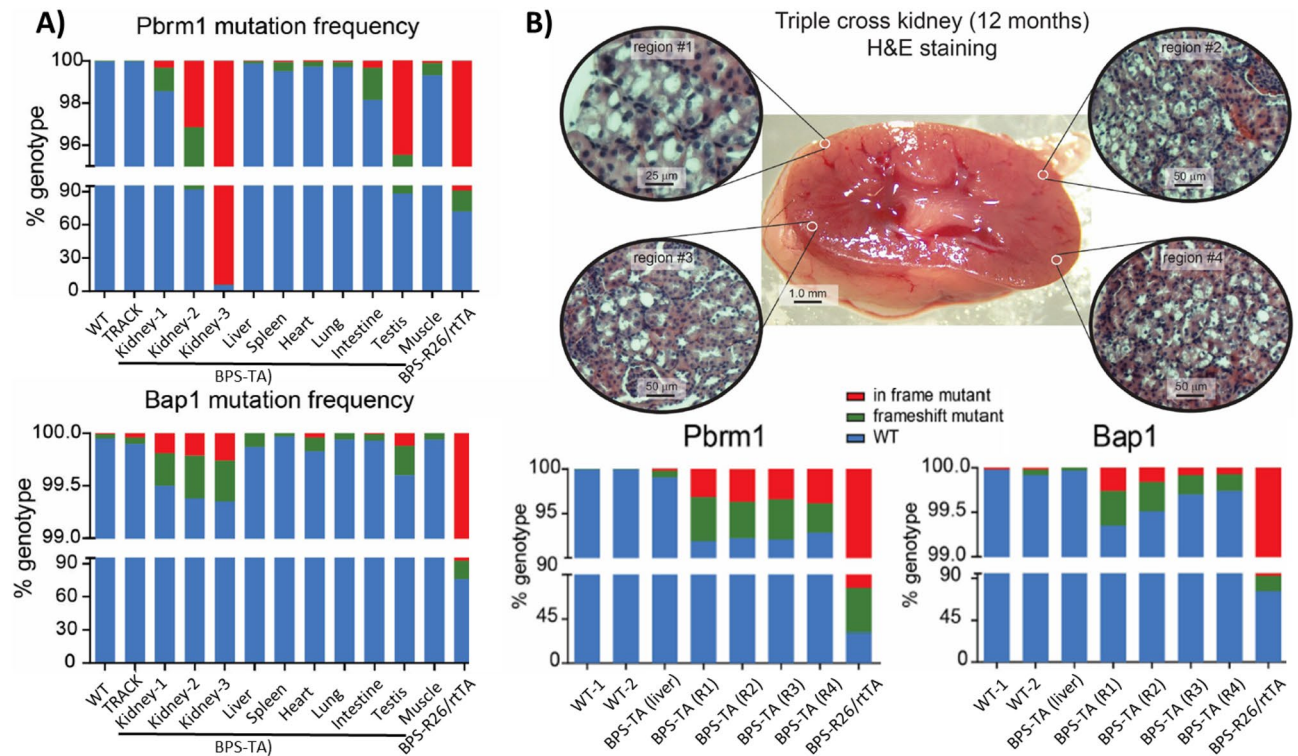 A)
Pbrm1 mutation frequency
100
98
96
90
60
30
0
% genotype
WT
TRACK
Kidney-1
Kidney-2
Kidney-3
Liver
Spleen
Heart
Lung
Intestine
Testis
Muscle
BPS-R26/rtTA
BPS-TA)
Bap1 mutation frequency
100.0
99.5
99.0
90
60
30
0
% genotype
WT
TRACK
Kidney-1
Kidney-2
Kidney-3
Liver
Spleen
Heart
Lung
Intestine
Testis
Muscle
BPS-R26/rtTA
BPS-TA)
B)
Triple cross kidney (12 months)
H&E staining
region #1
25 μm
region #2
50 μm
region #3
50 μm
region #4
50 μm
1.0 mm
in frame mutant
frameshift mutant
WT
Pbrm1
100
95
90
45
0
% genotype
WT-1
WT-2
BPS-TA (liver)
BPS-TA (R1)
BPS-TA (R2)
BPS-TA (R3)
BPS-TA (R4)
BPS-R26/rtTA
Bap1
100.0
99.5
99.0
90
45
0
% genotype
WT-1
WT-2
BPS-TA (liver)
BPS-TA (R1)
BPS-TA (R2)
BPS-TA (R3)
BPS-TA (R4)
BPS-R26/rtTA